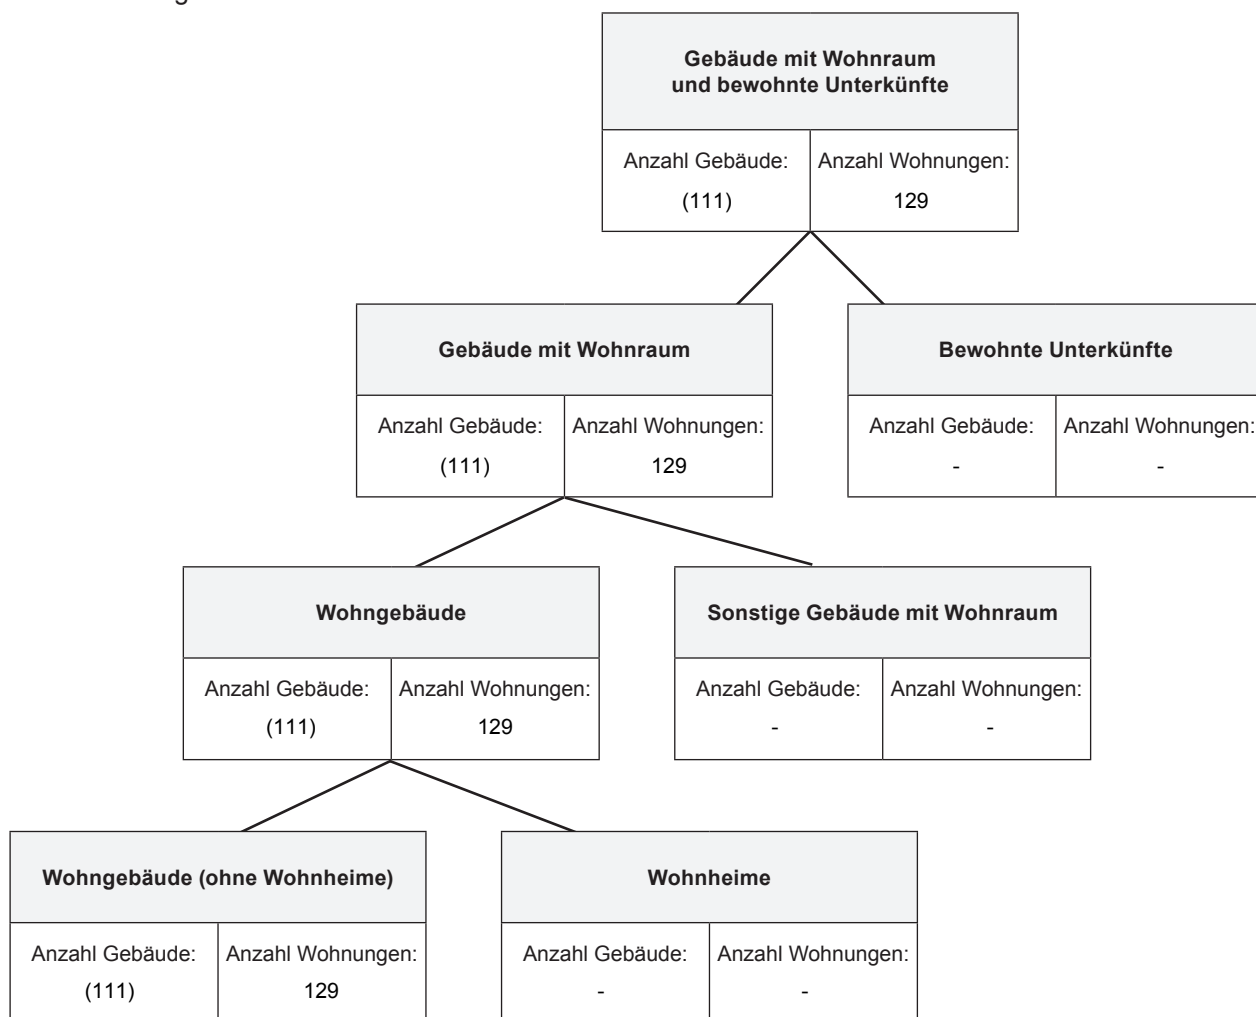 Gebäude mit Wohnraum
und bewohnte Unterkünfte
Anzahl Gebäude: Anzahl Wohnungen:
(111) 129
Gebäude mit Wohnraum Bewohnte Unterkünfte
Anzahl Gebäude: Anzahl Wohnungen: Anzahl Gebäude: Anzahl Wohnungen:
(111) 129 - -
Wohngebäude Sonstige Gebäude mit Wohnraum
Anzahl Gebäude: Anzahl Wohnungen: Anzahl Gebäude: Anzahl Wohnungen:
(111) 129 - -
Wohngebäude (ohne Wohnheime) Wohnheime
Anzahl Gebäude: Anzahl Wohnungen: Anzahl Gebäude: Anzahl Wohnungen:
(111) 129 - -